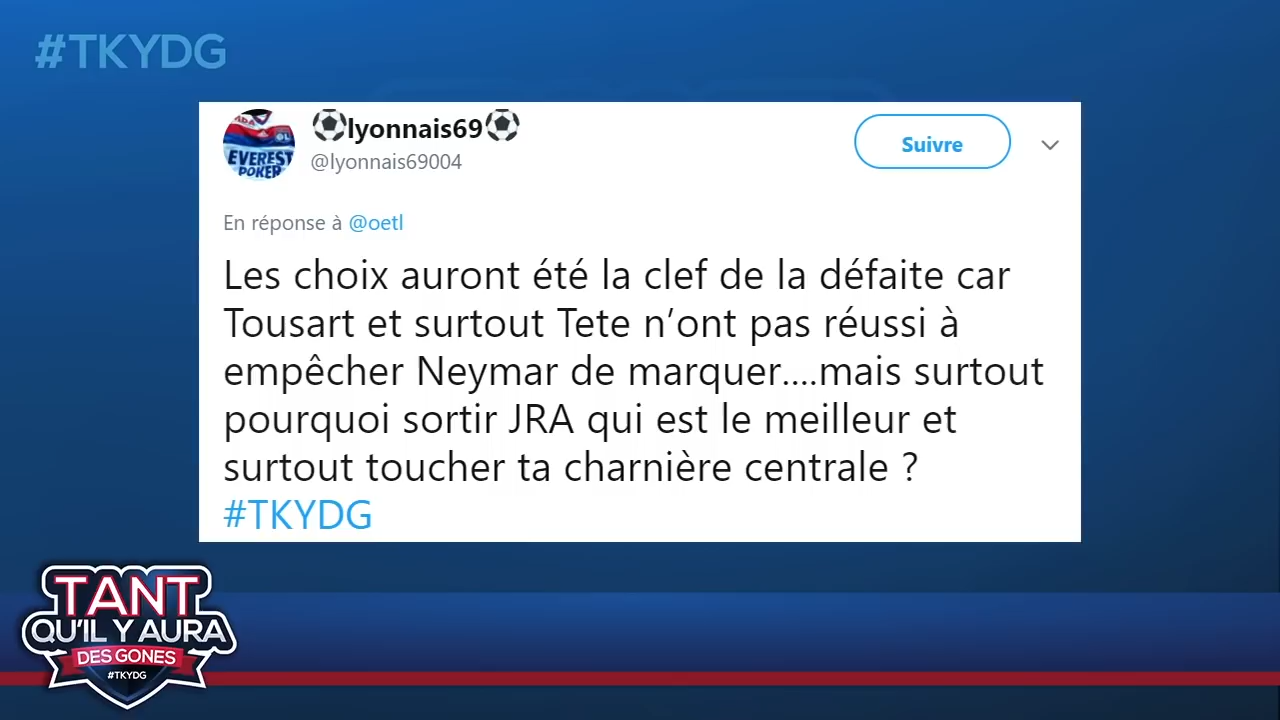 #TKYDG
lyonnais69
@lyonnais69004
Suivre
EVEREST
POKER
En réponse à @oetl
Les choix auront été la clef de la défaite car
Tousart et surtout Tete n’ont pas réussi à
empêcher Neymar de marquer....mais surtout
pourquoi sortir JRA qui est le meilleur et
surtout toucher ta charnière centrale ?
#TKYDG
TANT
QU'IL Y AURA
DES GONES
#TKYDG